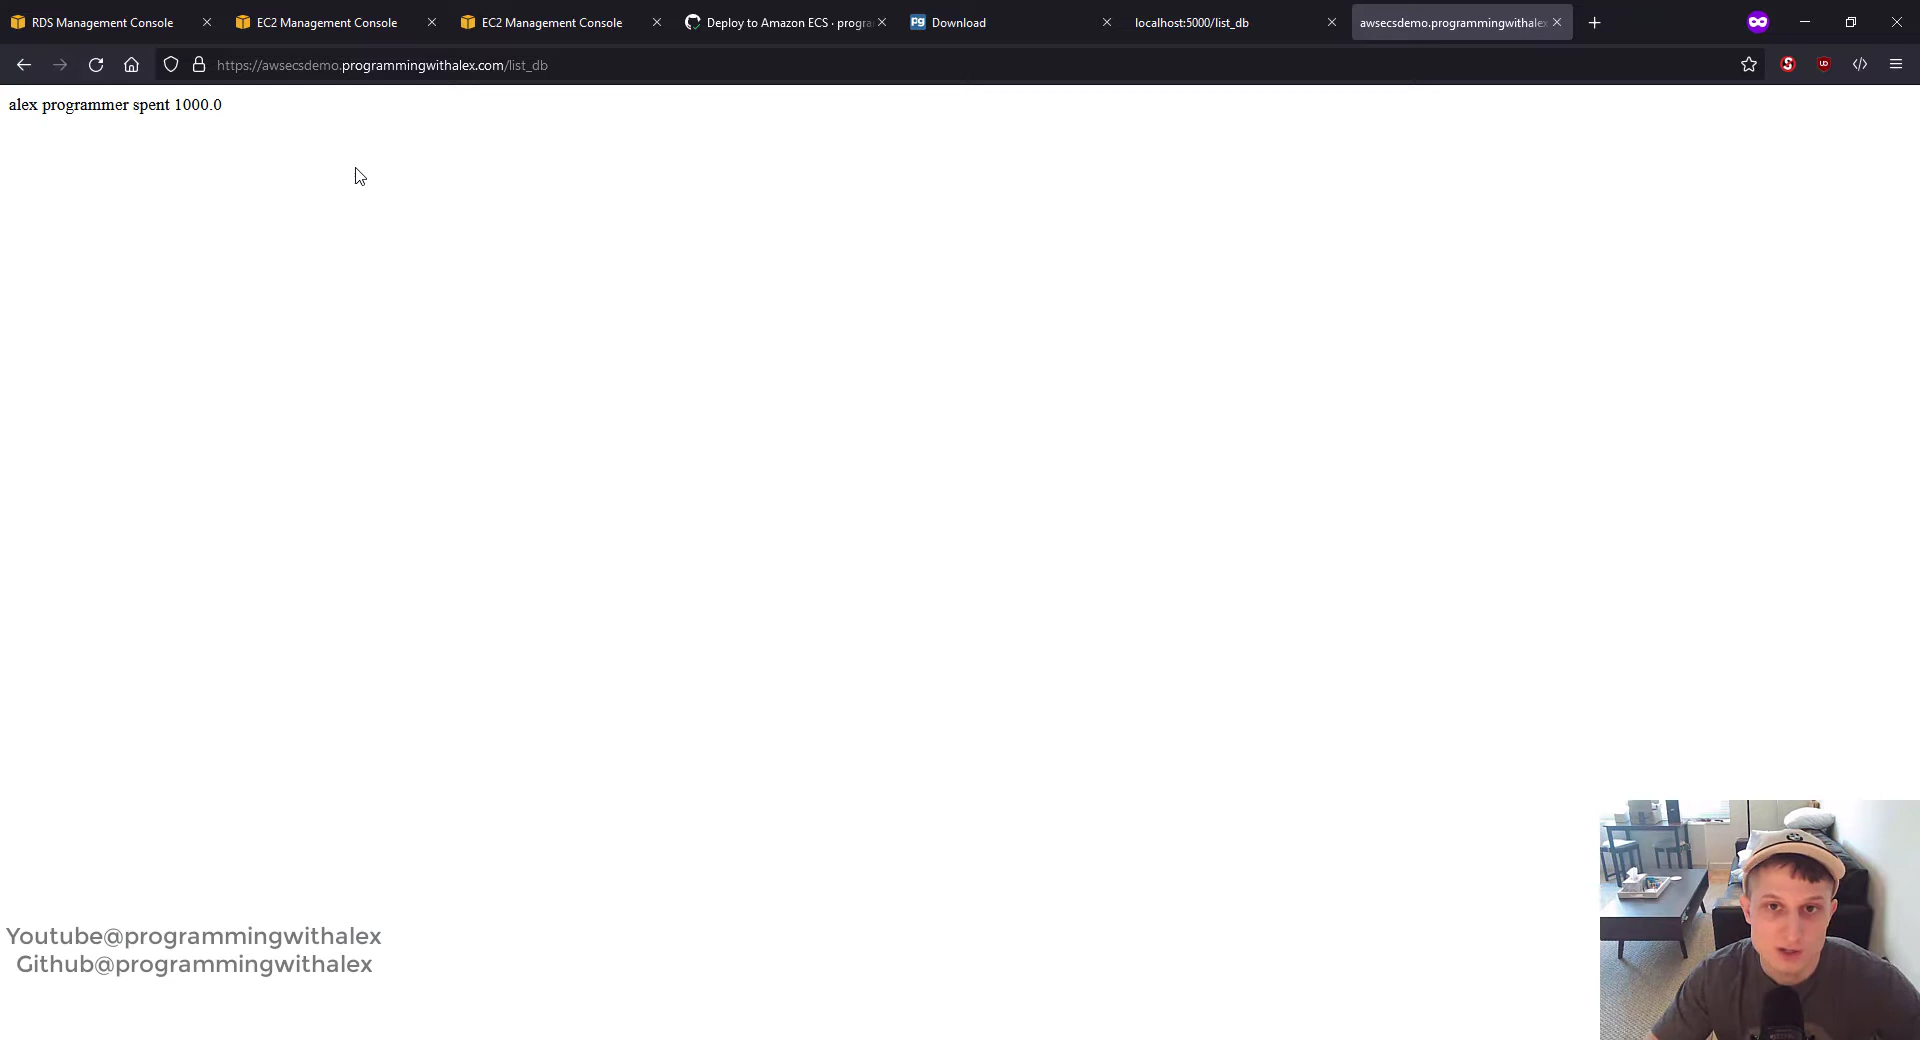 RDS Management Console
EC2 Management Console
EC2 Management Console
Deploy to Amazon ECS · progra
Download
localhost:5000/list_db
awsecsdemo.programmingwithalex
https://awsecsdemo.programmingwithalex.com/list_db
alex programmer spent 1000.0
Youtube@programmingwithalex
Github@programmingwithalex